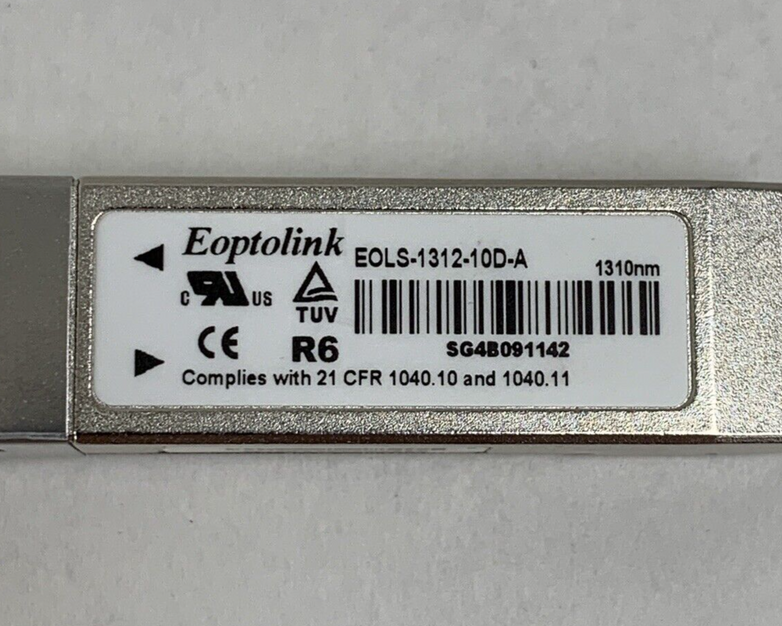 Eoptolink
EOLS-1312-10D-A
1310nm
C UR US
TUV
CE
R6
SG4B091142
Complies with 21 CFR 1040.10 and 1040.11